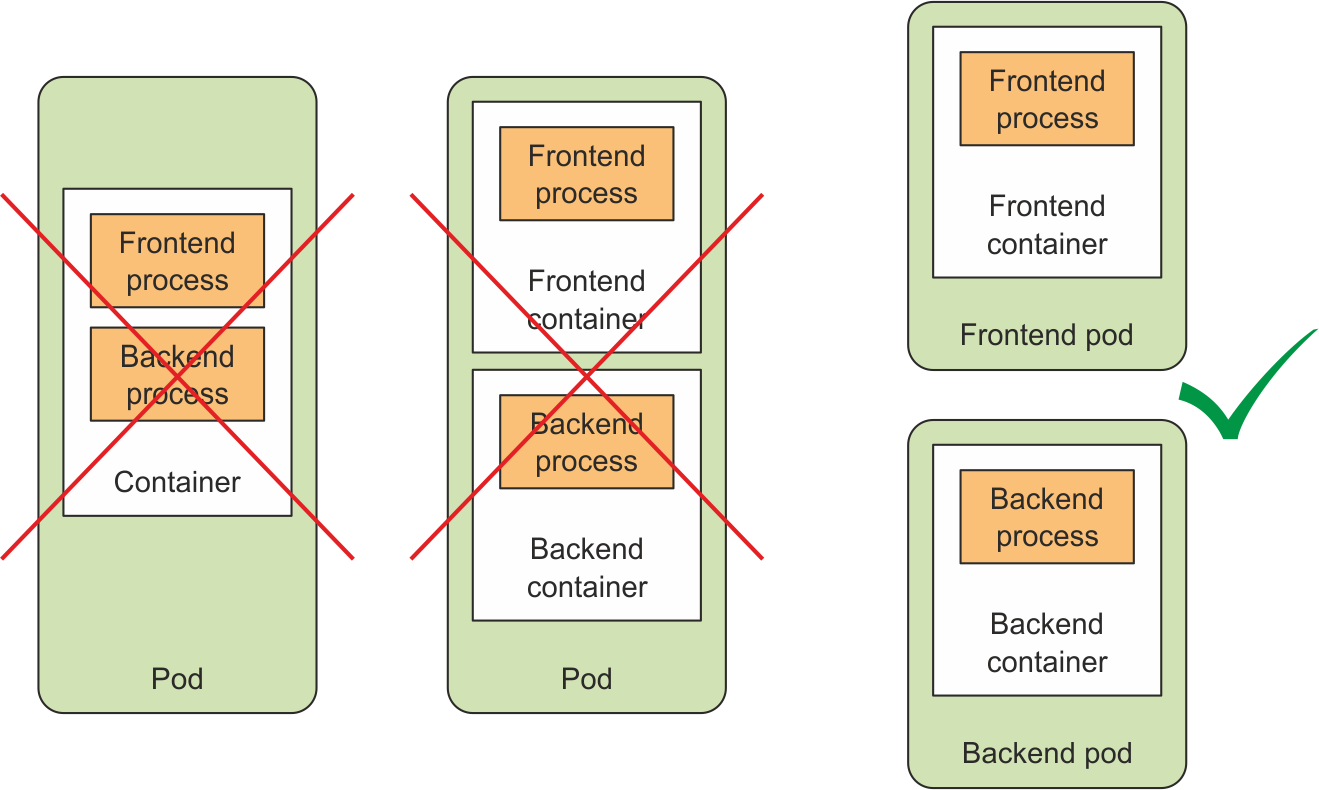 Frontend
process
Backend
process
Container
Pod
Frontend
process
Frontend
container
Backend
process
Backend
container
Pod
Frontend
process
Frontend
container
Frontend pod
Backend
process
Backend
container
Backend pod